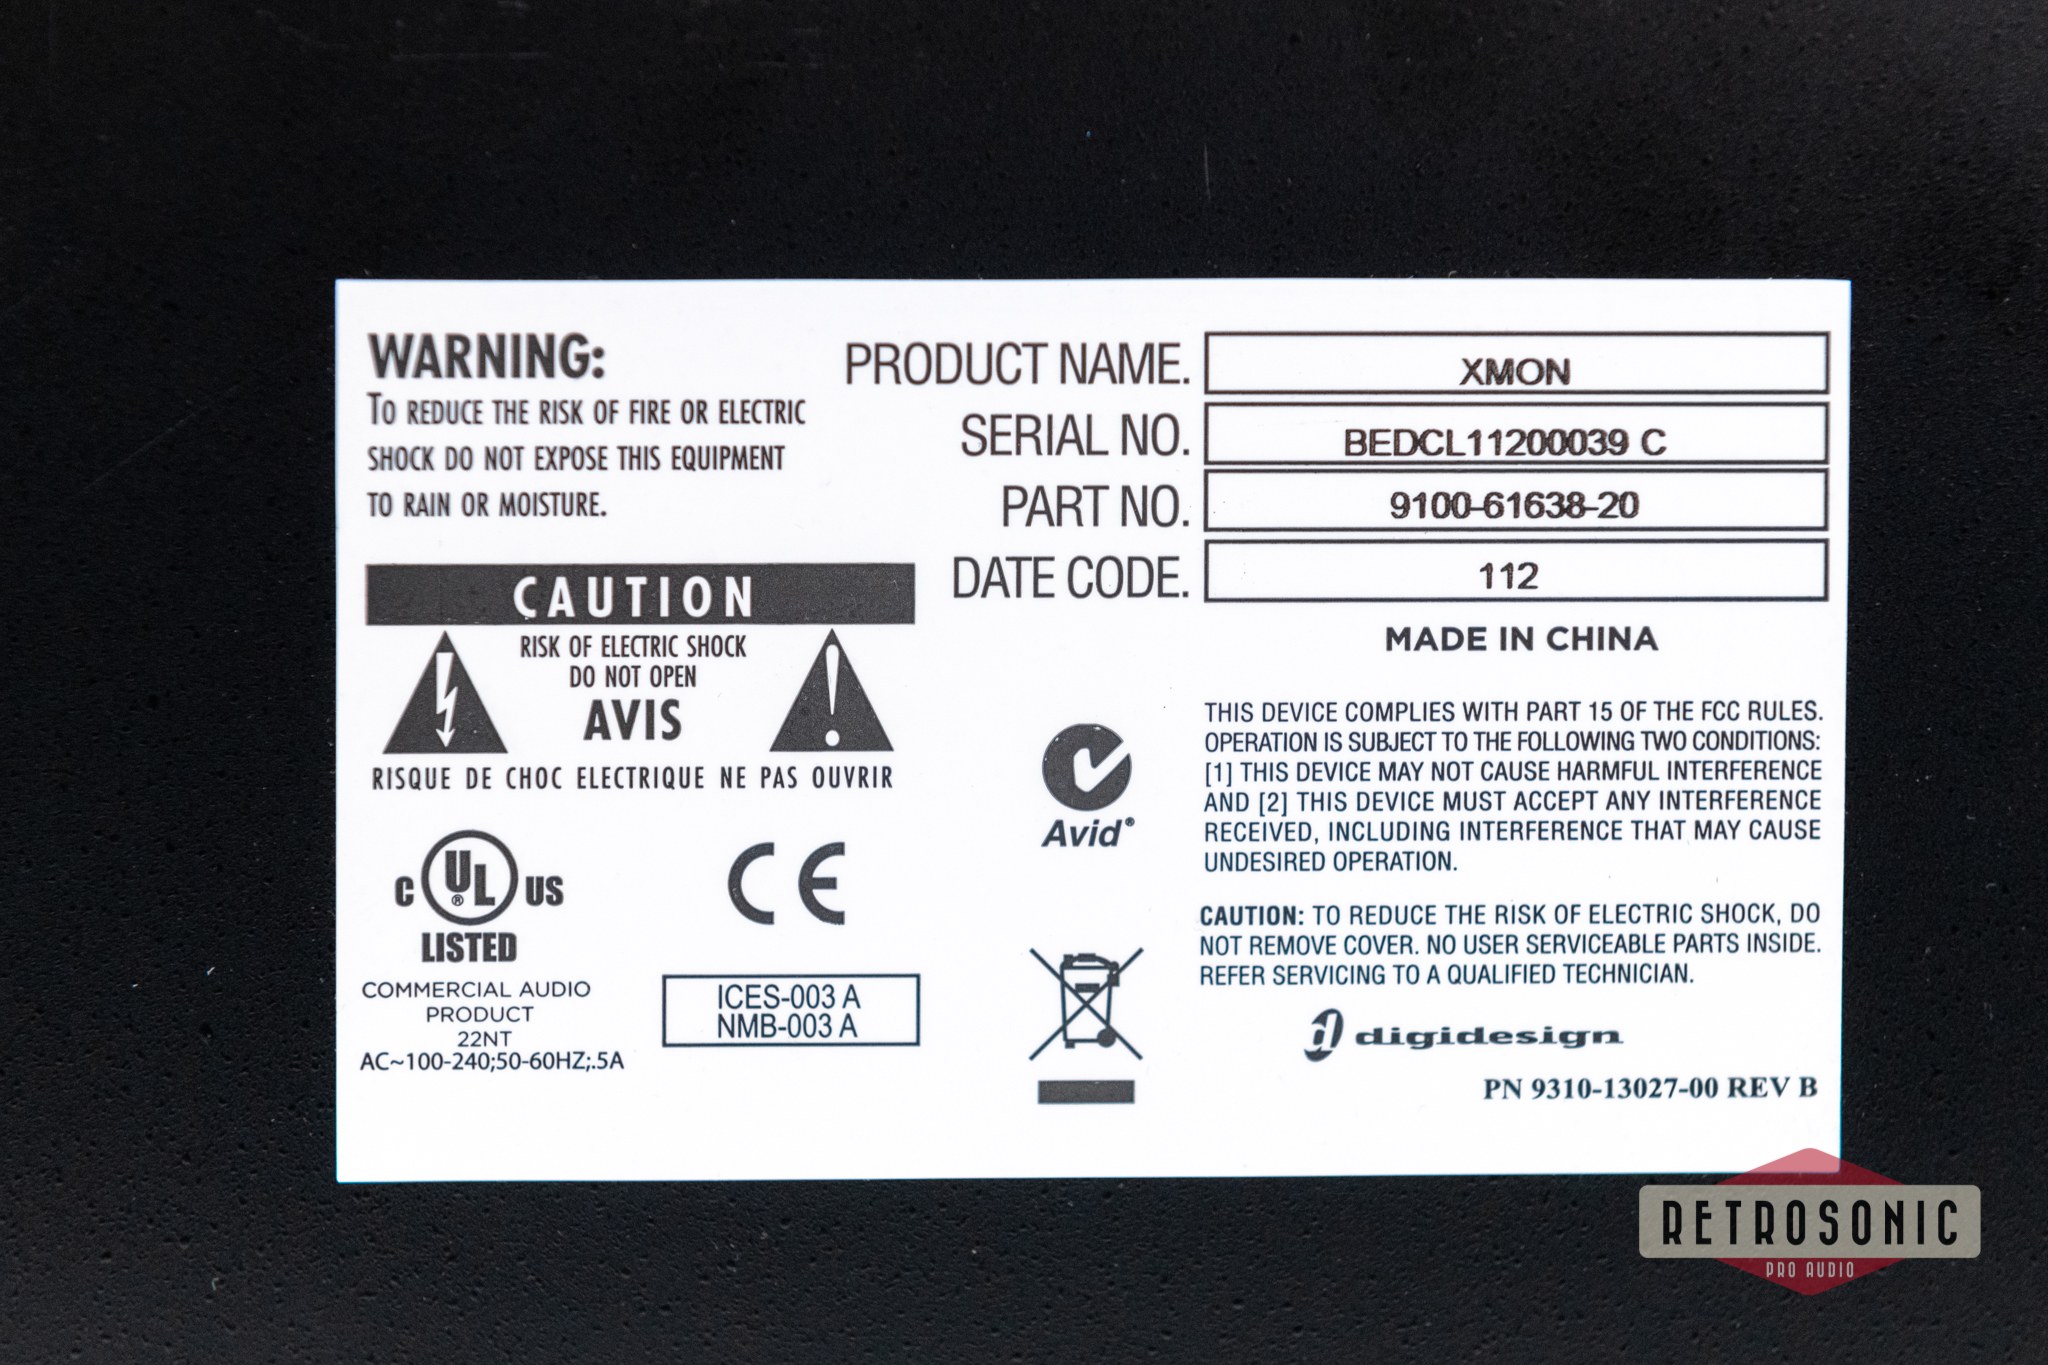 WARNING:
TO REDUCE THE RISK OF FIRE OR ELECTRIC
SHOCK DO NOT EXPOSE THIS EQUIPMENT
TO RAIN OR MOISTURE.
CAUTION
RISK OF ELECTRIC SHOCK
DO NOT OPEN
AVIS
RISQUE DE CHOC ELECTRIQUE NE PAS OUVRIR
C UL® US
LISTED
COMMERCIAL AUDIO
PRODUCT
22NT
AC~100-240;50-60HZ;.5A
CE
ICES-003 A
NMB-003 A
PRODUCT NAME. XMON
SERIAL NO. BEDCL11200039 C
PART NO. 9100-61638-20
DATE CODE. 112
MADE IN CHINA
Avid®
THIS DEVICE COMPLIES WITH PART 15 OF THE FCC RULES.
OPERATION IS SUBJECT TO THE FOLLOWING TWO CONDITIONS:
[1] THIS DEVICE MAY NOT CAUSE HARMFUL INTERFERENCE
AND [2] THIS DEVICE MUST ACCEPT ANY INTERFERENCE
RECEIVED, INCLUDING INTERFERENCE THAT MAY CAUSE
UNDESIRED OPERATION.
CAUTION: TO REDUCE THE RISK OF ELECTRIC SHOCK, DO
NOT REMOVE COVER. NO USER SERVICEABLE PARTS INSIDE.
REFER SERVICING TO A QUALIFIED TECHNICIAN.
digidesign
PN 9310-13027-00 REV B
RETROSONIC
PRO AUDIO